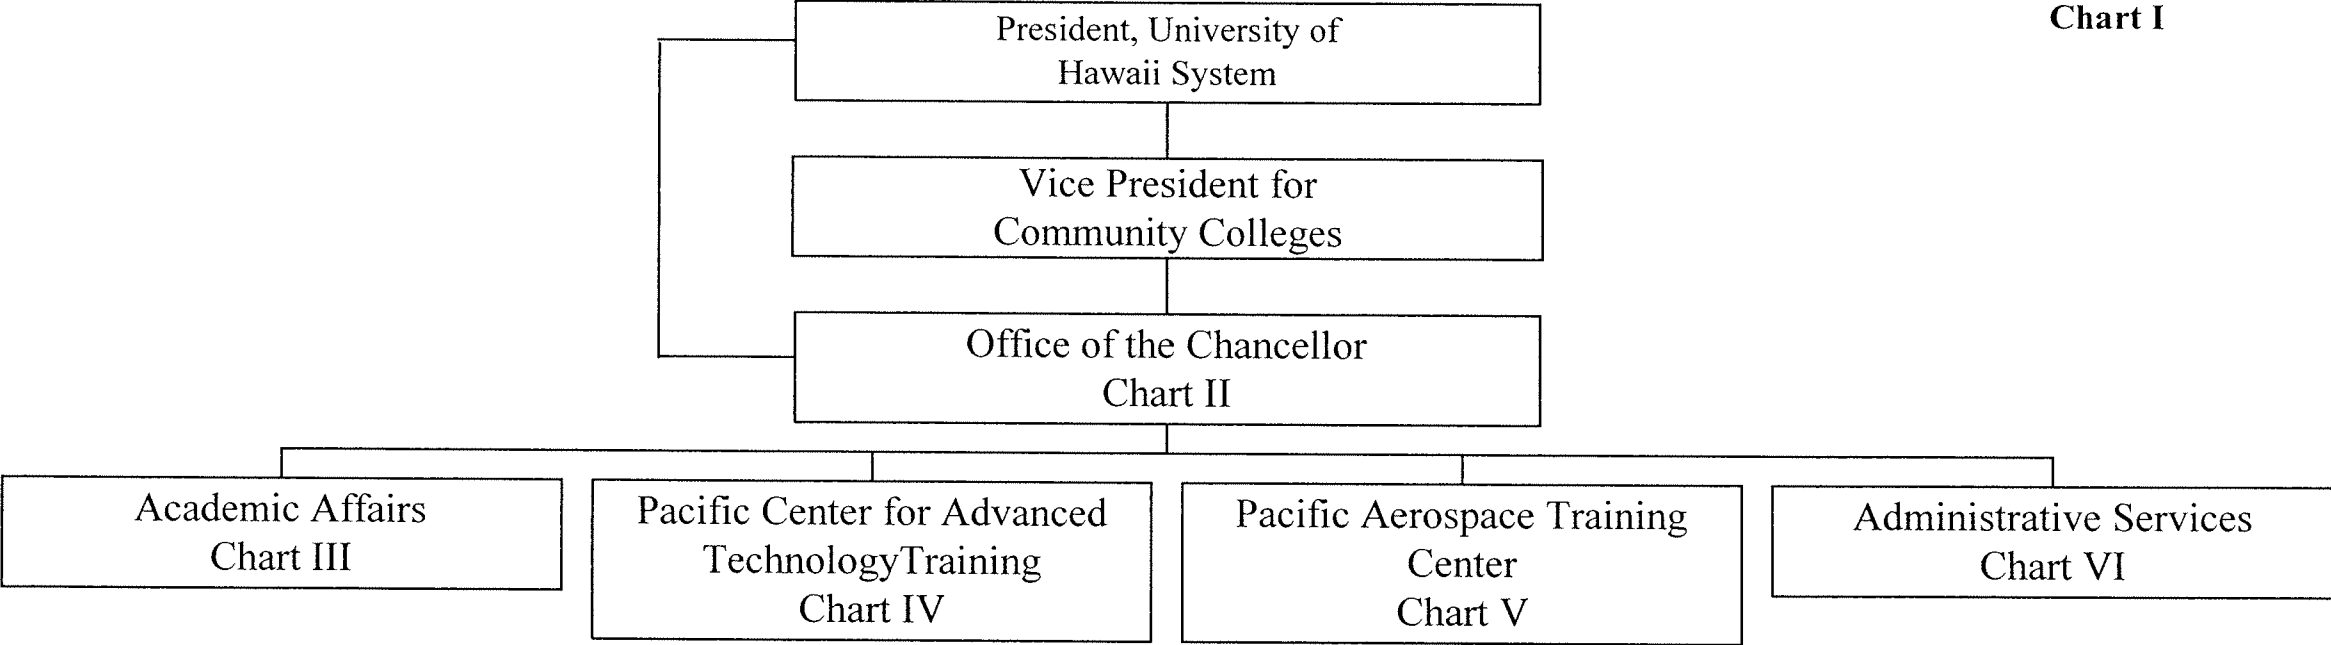 Chart I
President, University of
Hawaii System
Vice President for
Community Colleges
Office of the Chancellor
Chart II
Academic Affairs
Chart III
Pacific Center for Advanced
TechnologyTraining
Chart IV
Pacific Aerospace Training
Center
Chart V
Administrative Services
Chart VI